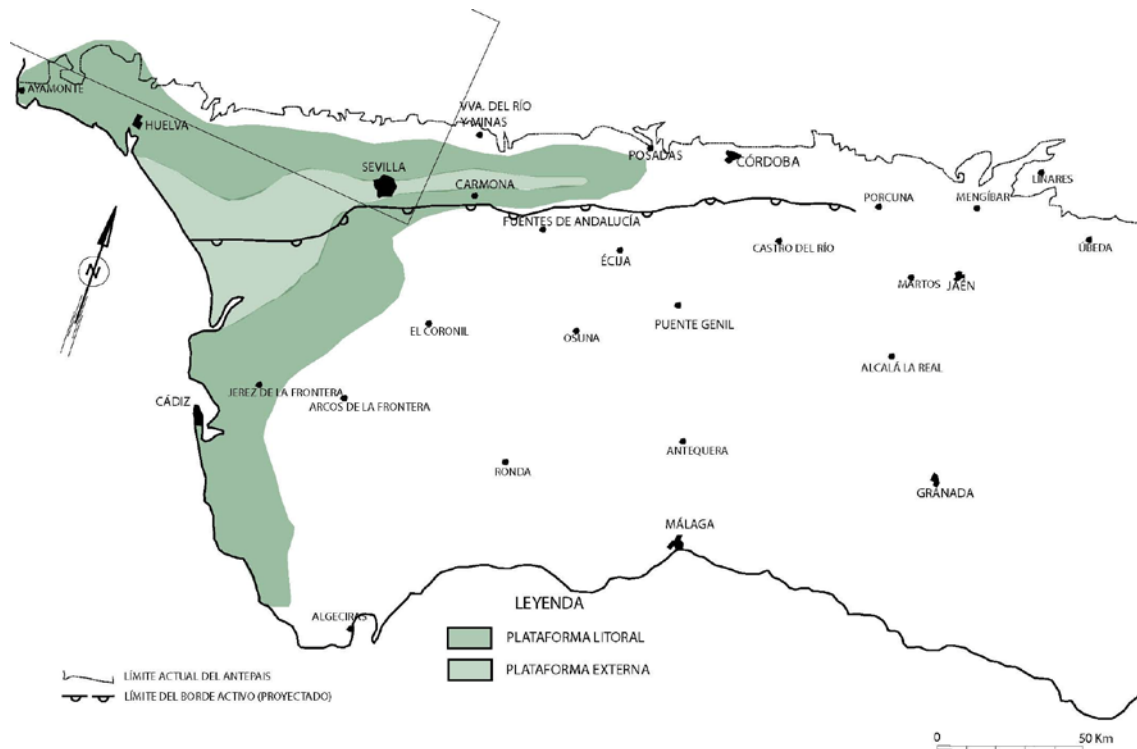 VVA. DEL RÍO
Y MINAS
AYAMONTE
HUELVA
POSADAS
CÓRDOBA
SEVILLA
CARMONA
LINARES
PORCUNA
MENGÍBAR
FUENTES DE ANDALUCÍA
CASTRO DEL RÍO
ÚBEDA
ÉCIJA
MARTOS
JAÉN
N
EL CORONIL
OSUNA
PUENTE GENIL
ALCALÁ LA REAL
JEREZ DE LA FRONTERA
CÁDIZ
ARCOS DE LA FRONTERA
ANTEQUERA
RONDA
GRANADA
MÁLAGA
ALGECIRAS
LEYENDA
PLATAFORMA LITORAL
PLATAFORMA EXTERNA
LÍMITE ACTUAL DEL ANTEPAIS
LÍMITE DEL BORDE ACTIVO (PROYECTADO)
0 50 Km